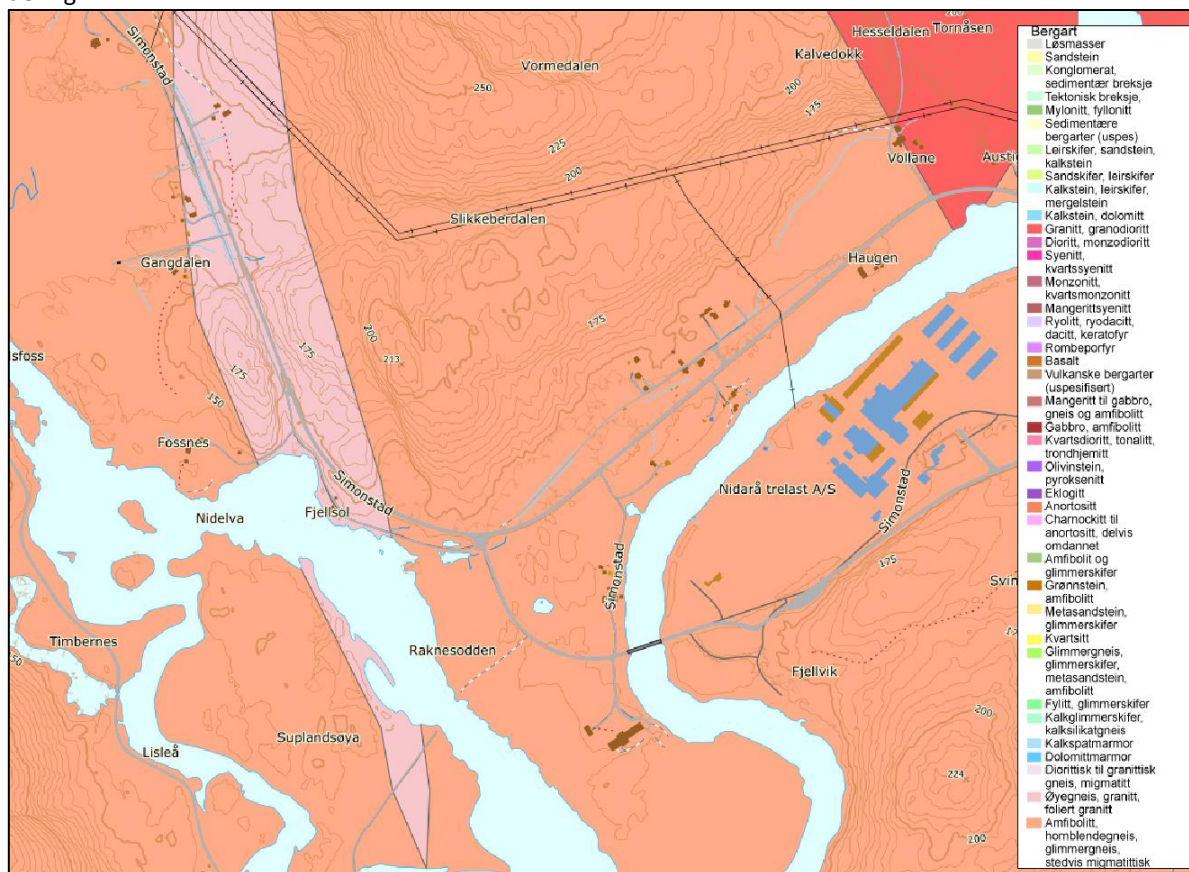 Simonstad
Vormedalen
250
225
200
Hesseldalen
Tornåsen
Kalvedokk
200
175
Vollane
Slikkeberdalen
Gangdalen
Haugen
200
175
175
213
175
150
Fossnes
Simonstad
Nidelva
Fjellsol
Nidarå trelast A/S
Simonstad
175
Simonstad
Timbernes
Raknesodden
Fjellvik
Suplandsøya
Lisleå
200
224
200
Bergart
Løsmasser
Sandstein
Konglomerat,
sedimentær breksje
Tektonisk breksje,
Mylonitt, fyllonitt
Sedimentære
bergarter (uspes)
Leirskifer, sandstein,
kalkstein
Sandskifer, leirskifer
Kalkstein, leirskifer,
mergelstein
Kalkstein, dolomitt
Granitt, granodioritt
Dioritt, monzodioritt
Syenitt,
kvartssyenitt
Monzonitt,
kvartsmonzonitt
Mangerittsyenitt
Ryolitt, ryodacitt,
dacitt, keratofyr
Rombeporfyr
Basalt
Vulkanske bergarter
(uspesifisert)
Mangeritt til gabbro,
gneis og amfibolitt
Gabbro, amfibolitt
Kvartsdioritt, tonalitt,
trondhjemitt
Olivinstein,
pyroksenitt
Eklogitt
Anortositt
Charnockitt til
anortositt, delvis
omdannet
Amfibolit og
glimmerskifer
Grønnstein,
amfibolitt
Metasandstein,
glimmerskifer
Kvartsitt
Glimmergneis,
glimmerskifer,
metasandstein,
amfibolitt
Fylitt, glimmerskifer
Kalkglimmerskifer,
kalksilikatgneis
Kalkspatmarmor
Dolomittmarmor
Diorittisk til granittisk
gneis, migmatitt
Øyegneis, granitt,
foliert granitt
Amfibolitt,
hornblendegneis,
glimmergneis,
stedvis migmatittisk